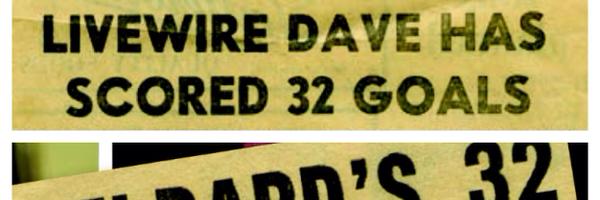 LIVEWIRE DAVE HAS
SCORED 32 GOALS
32